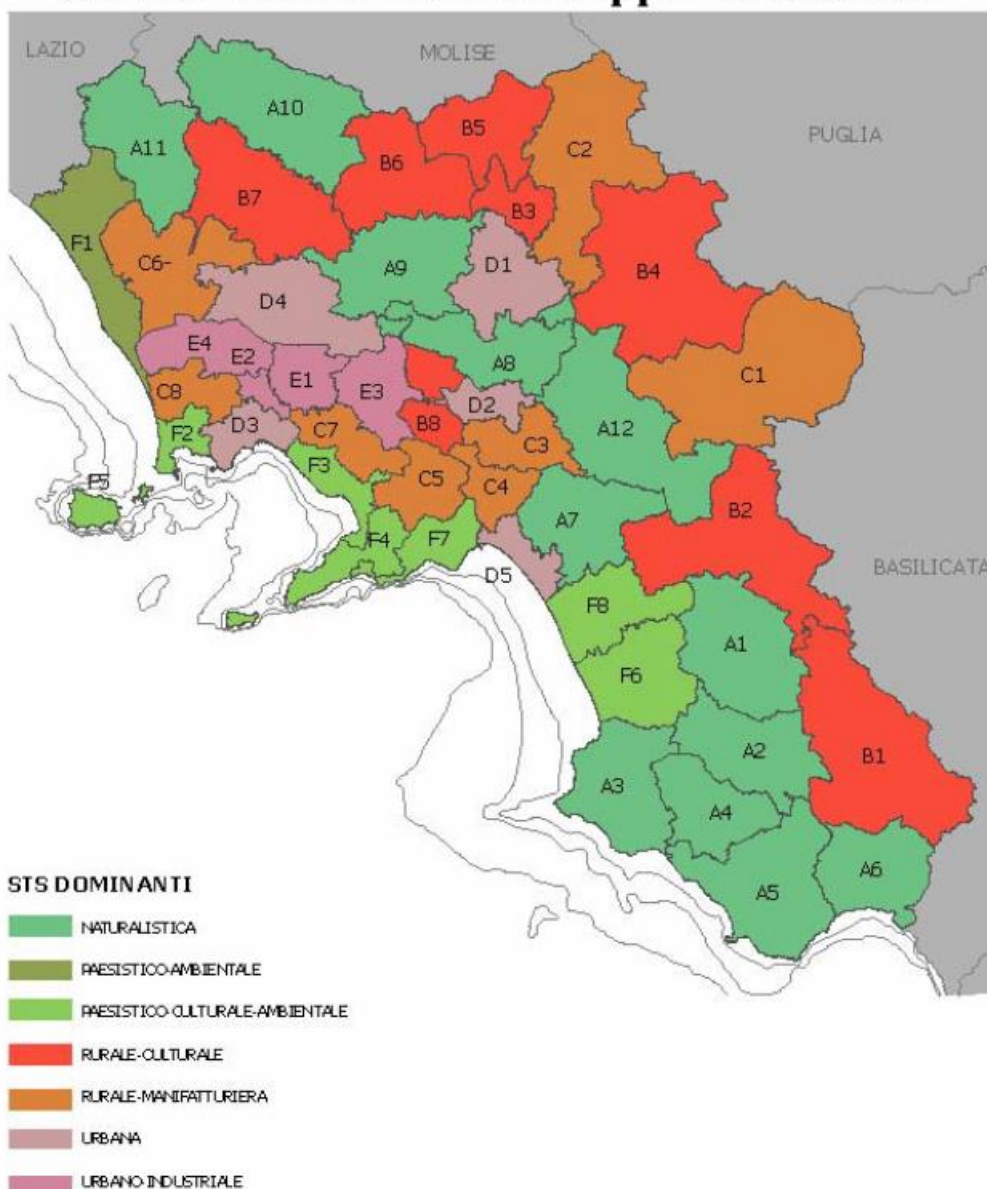 LAZIO
MOLISE
PUGLIA
BASILICATA
A10
A11
B5
B6
C2
B7
B3
F1
C6-
A9
D1
B4
D4
E4
E2
E1
E3
A8
C1
C8
D2
F2
D3
C7
B8
C3
A12
F3
C5
C4
F5
A7
B2
F4
F7
D5
F8
A1
F6
A2
B1
A3
A4
A5
A6
STS DOMINANTI
NATURALISTICA
PAESISTICO-AMBIENTALE
PAESISTICO-CULTURALE-AMBIENTALE
RURALE-CULTURALE
RURALE-MANIFATTURIERA
URBANA
URBANO INDUSTRIALE